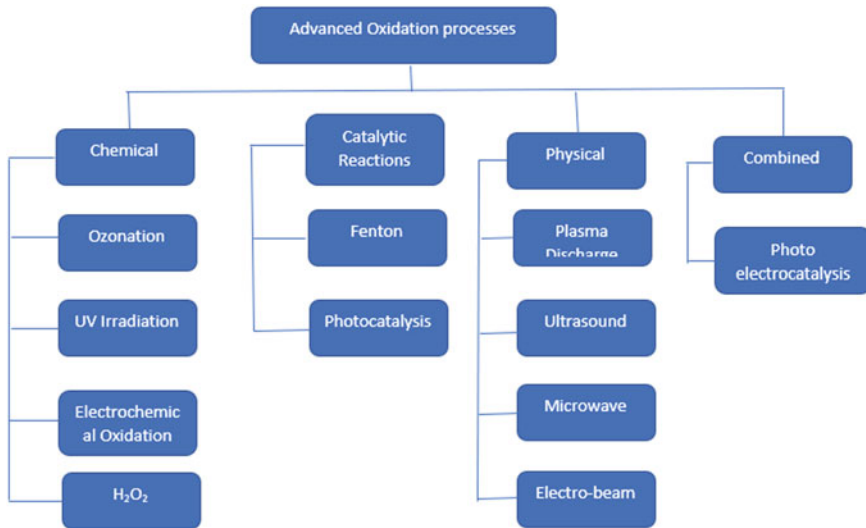 Advanced Oxidation processes
Chemical
Ozonation
UV Irradiation
Electrochemic
al Oxidation
H₂O₂
Catalytic
Reactions
Fenton
Photocatalysis
Physical
Plasma
Discharge
Ultrasound
Microwave
Electro-beam
Combined
Photo
electrocatalysis